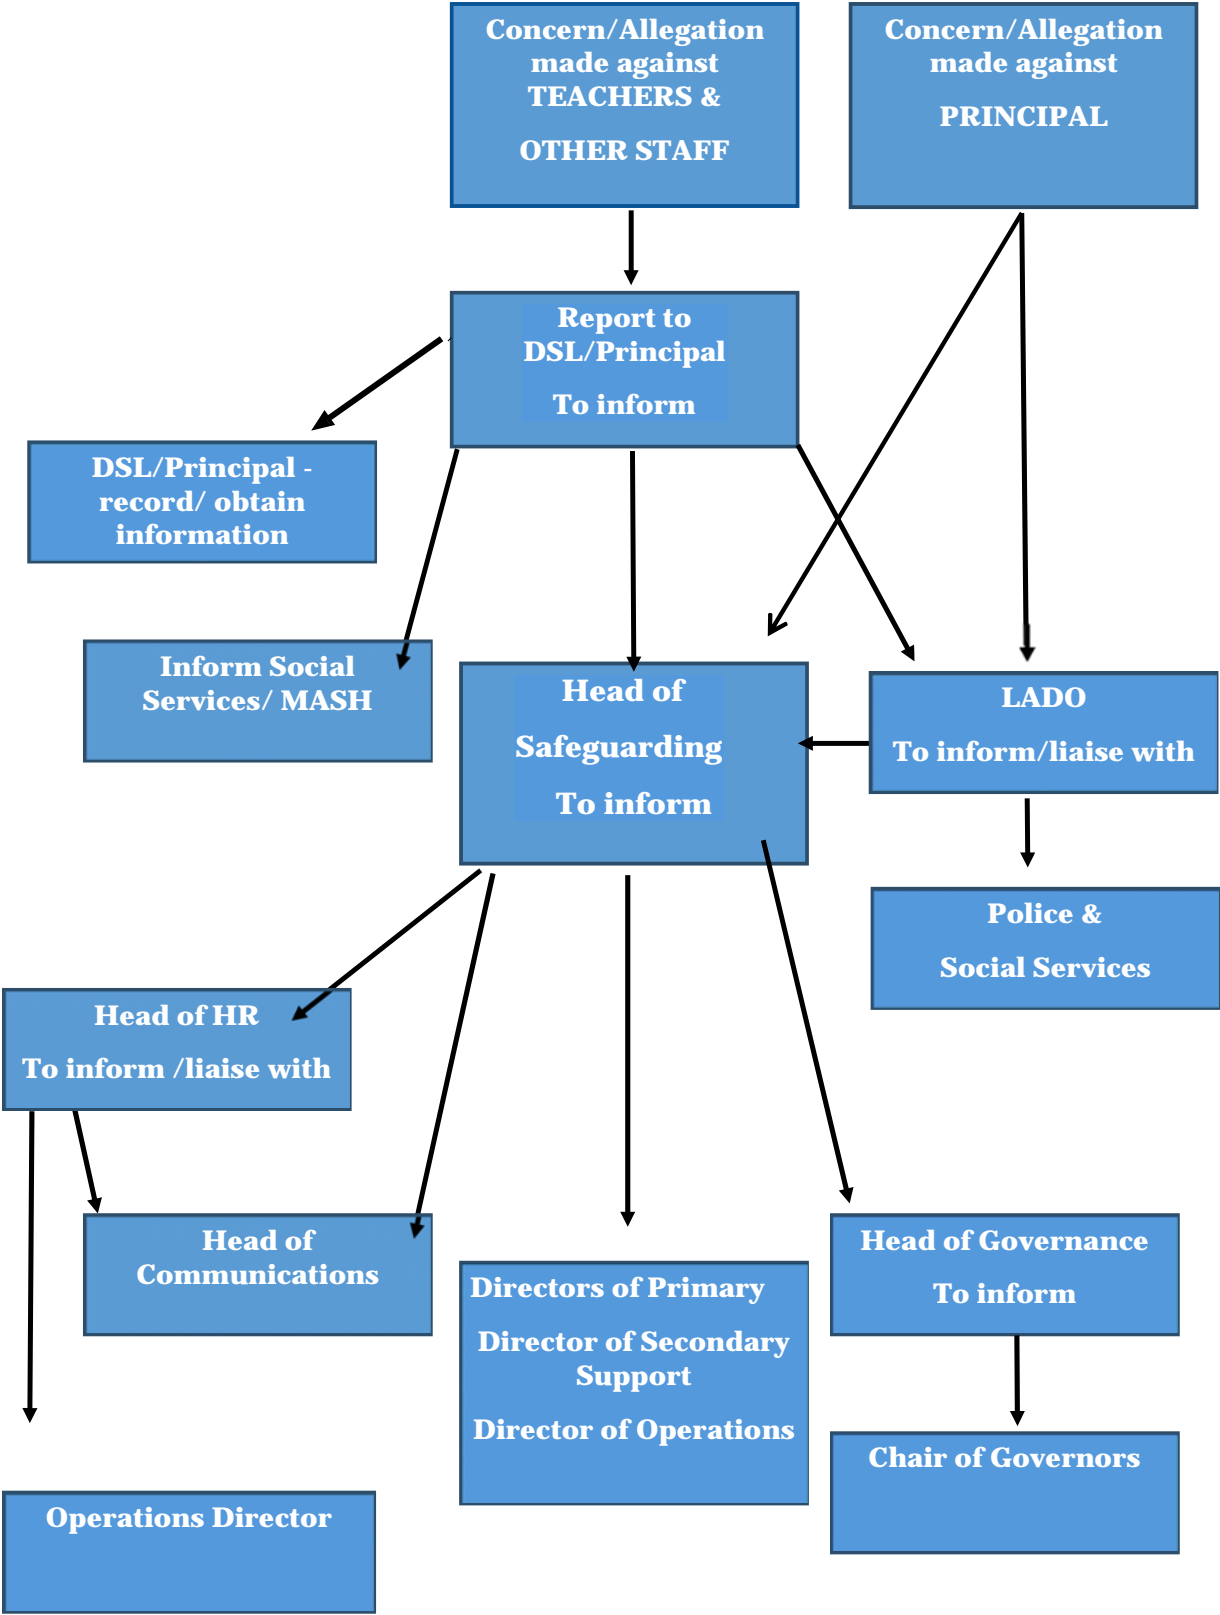 Concern/Allegation
made against
TEACHERS &
OTHER STAFF
Concern/Allegation
made against
PRINCIPAL
Report to
DSL/Principal
To inform
DSL/Principal -
record/ obtain
information
Inform Social
Services/ MASH
Head of
Safeguarding
To inform
LADO
To inform/liaise with
Police &
Social Services
Head of HR
To inform /liaise with
Head of
Communications
Directors of Primary
Director of Secondary
Support
Director of Operations
Head of Governance
To inform
Chair of Governors
Operations Director